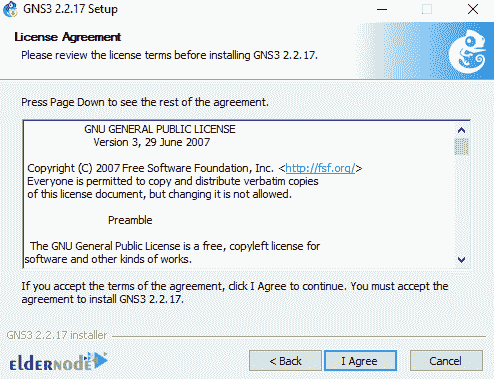 GNS3 2.2.17 Setup
License Agreement
Please review the license terms before installing GNS3 2.2.17.
Press Page Down to see the rest of the agreement.
GNU GENERAL PUBLIC LICENSE
Version 3, 29 June 2007
Copyright (C) 2007 Free Software Foundation, Inc. <http://fsf.org/>
Everyone is permitted to copy and distribute verbatim copies
of this license document, but changing it is not allowed.
Preamble
The GNU General Public License is a free, copyleft license for
software and other kinds of works.
If you accept the terms of the agreement, click I Agree to continue. You must accept the
agreement to install GNS3 2.2.17.
GNS3 2.2.17 installer
ELDERNODE
< Back
I Agree
Cancel